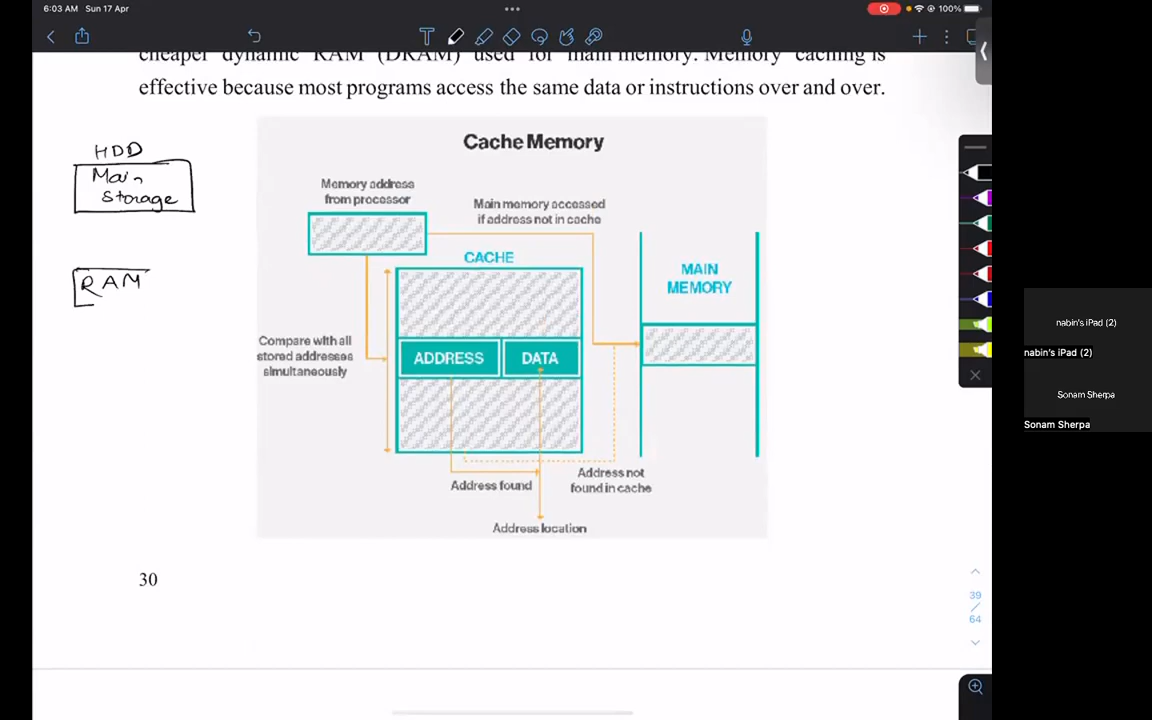 6:03 AM Sun 17 Apr
100%
cheaper dynamic RAM (DRAM) used for main memory. Memory caching is
effective because most programs access the same data or instructions over and over.
HDD
Main
Storage
RAM
Cache Memory
Memory address
from processor
Main memory accessed
if address not in cache
CACHE
MAIN
MEMORY
Compare with all
stored addresses
simultaneously
ADDRESS
DATA
Address found
Address not
found in cache
Address location
30
39
64
nabin's iPad (2)
nabin's iPad (2)
Sonam Sherpa
Sonam Sherpa